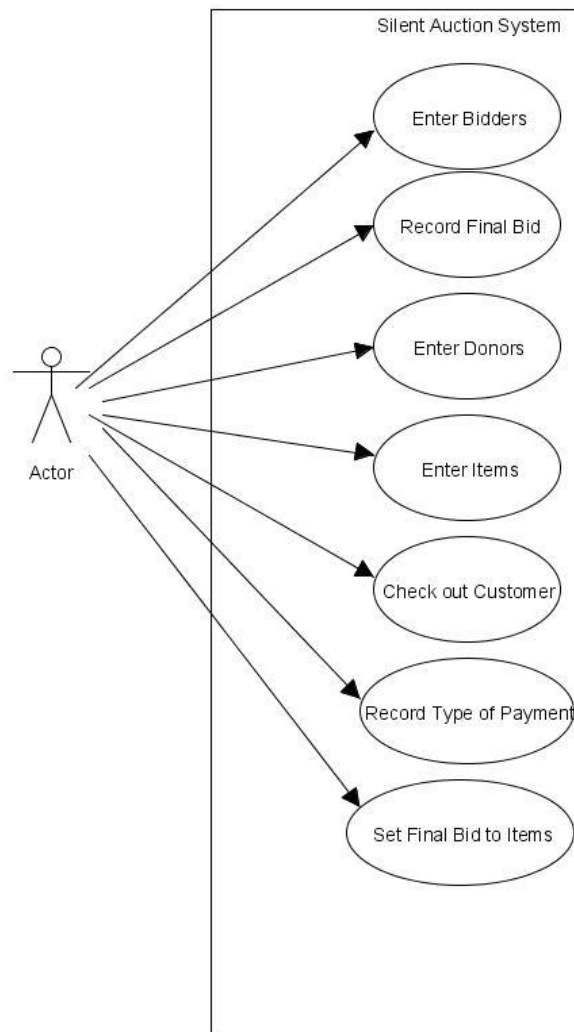 Silent Auction System
Enter Bidders
Record Final Bid
Enter Donors
Enter Items
Actor
Check out Customer
Record Type of Payment
Set Final Bid to Items